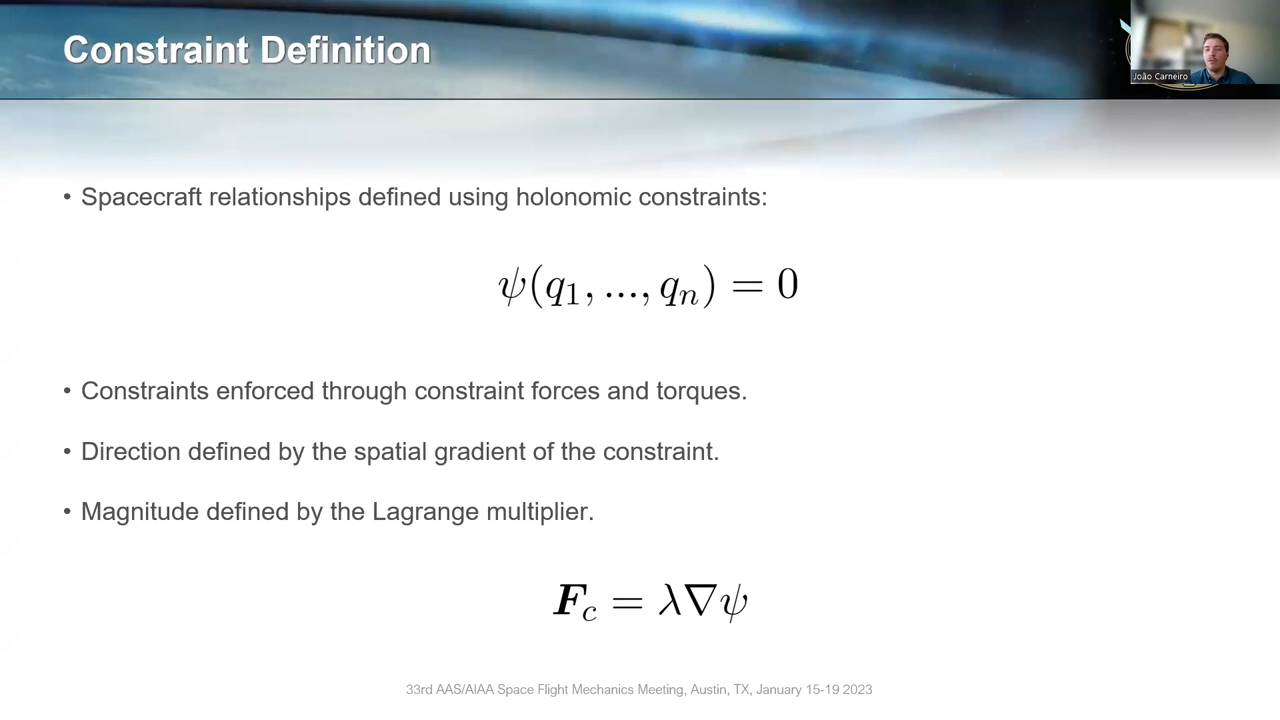 Constraint Definition
João Carneiro
• Spacecraft relationships defined using holonomic constraints:
ψ(q₁, ..., qₙ) = 0
• Constraints enforced through constraint forces and torques.
• Direction defined by the spatial gradient of the constraint.
• Magnitude defined by the Lagrange multiplier.
F_c = λ∇ψ
33rd AAS/AIAA Space Flight Mechanics Meeting, Austin, TX, January 15-19 2023